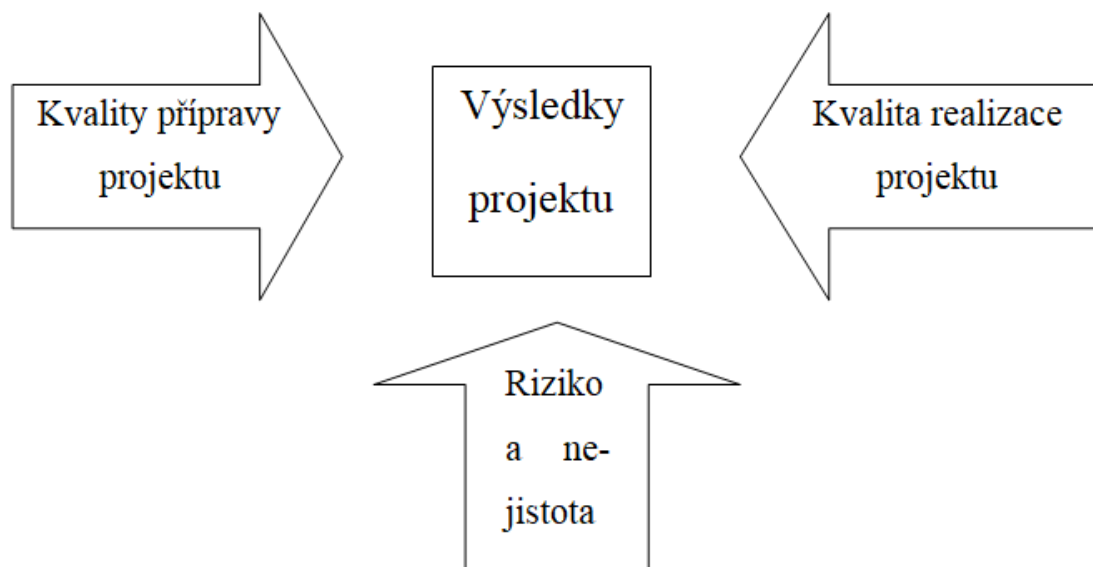 Kvality přípravy
projektu
Výsledky
projektu
Kvalita realizace
projektu
Riziko
a ne-
jistota